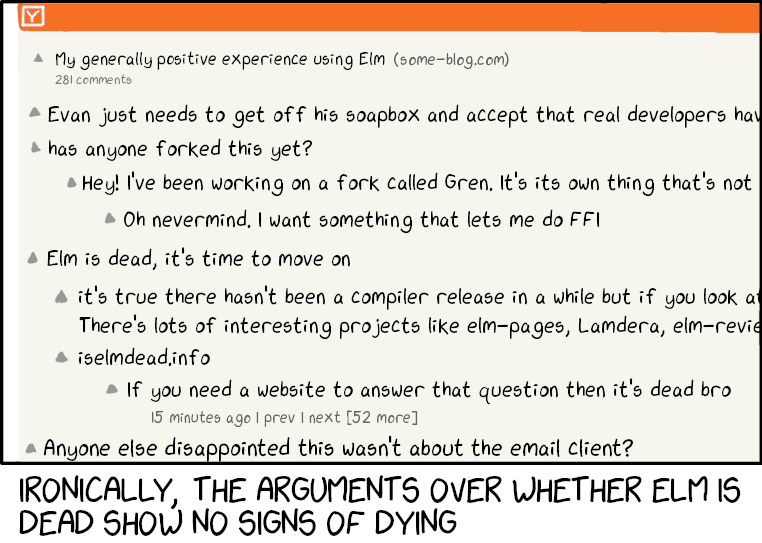 Y
My generally positive experience using Elm (some-blog.com)
281 comments
Evan just needs to get off his soapbox and accept that real developers hav
has anyone forked this yet?
Hey! I've been working on a fork called Gren. It's its own thing that's not
Oh nevermind. I want something that lets me do FFI
Elm is dead, it's time to move on
it's true there hasn't been a compiler release in a while but if you look at
There's lots of interesting projects like elm-pages, Lamdera, elm-revie
iselmdead.info
If you need a website to answer that question then it's dead bro
15 minutes ago | prev | next [52 more]
Anyone else disappointed this wasn't about the email client?
IRONICALLY, THE ARGUMENTS OVER WHETHER ELM IS
DEAD SHOW NO SIGNS OF DYING